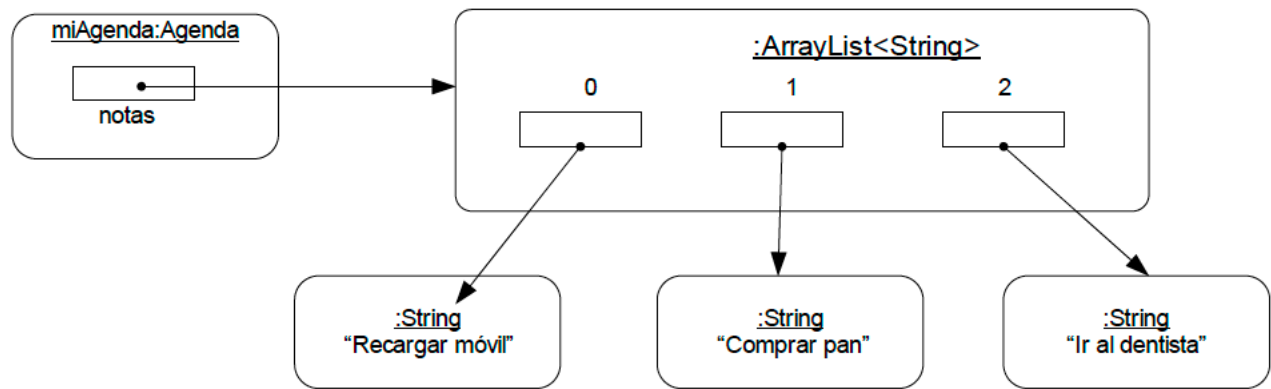 miAgenda:Agenda
notas
:ArrayList<String>
0 1 2
:String
“Recargar móvil”
:String
“Comprar pan”
:String
“Ir al dentista”